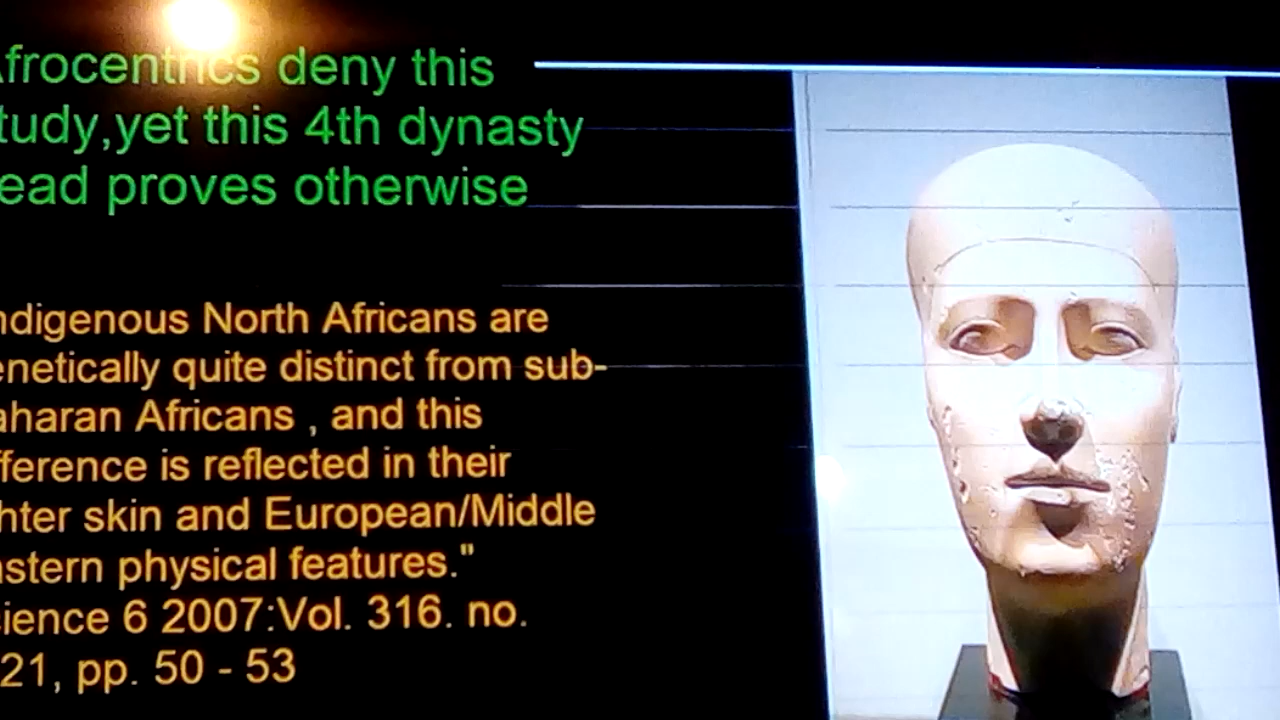 Afrocentrics deny this
tudy,yet this 4th dynasty
ead proves otherwise
ndigenous North Africans are
enetically quite distinct from sub-
aharan Africans , and this
fference is reflected in their
hter skin and European/Middle
astern physical features."
cience 6 2007:Vol. 316. no.
21, pp. 50 - 53